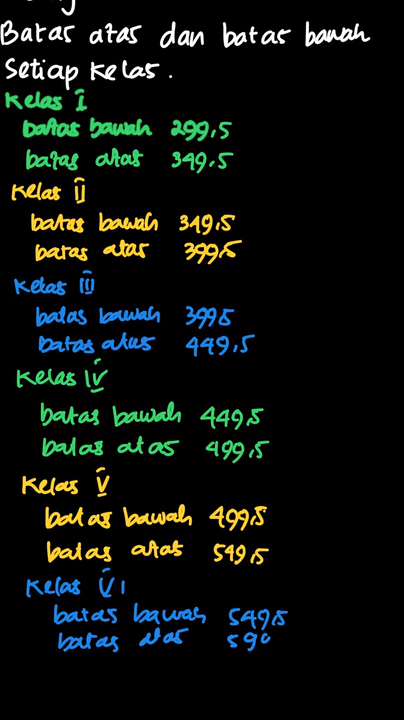 Batas atas dan batas bawah
Setiap Kelas.
Kelas I
batas bawah 299,5
batas atas 349,5
Kelas II
batas bawah 349,5
batas atas 399,5
Kelas III
batas bawah 399,5
batas atas 449,5
Kelas IV
batas bawah 449,5
batas atas 499,5
Kelas V
batas bawah 499,5
batas atas 549,5
Kelas VI
batas bawah 549,5
batas atas